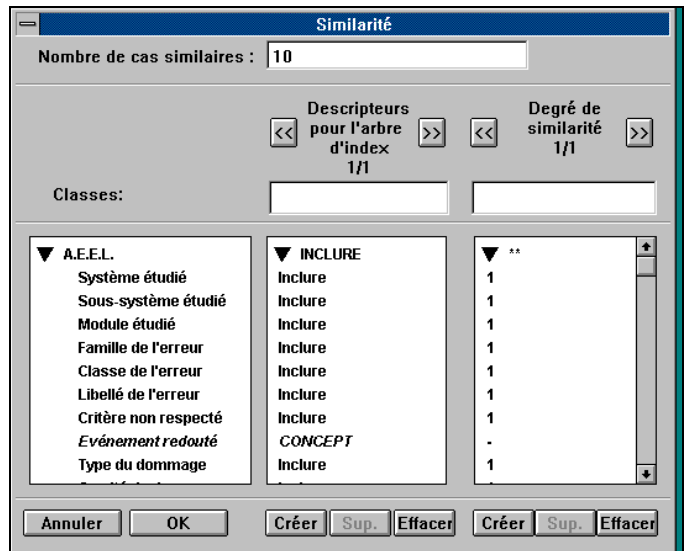 Similarité
Nombre de cas similaires : 10
<< Descripteurs pour l'arbre d'index 1/1 >> << Degré de similarité 1/1 >>
Classes:
A.E.E.L. INCLURE **
Système étudié Inclure 1
Sous-système étudié Inclure 1
Module étudié Inclure 1
Famille de l'erreur Inclure 1
Classe de l'erreur Inclure 1
Libellé de l'erreur Inclure 1
Critère non respecté Inclure 1
Evénement redouté CONCEPT -
Type du dommage Inclure 1
Annuler OK Créer Sup. Effacer Créer Sup. Effacer